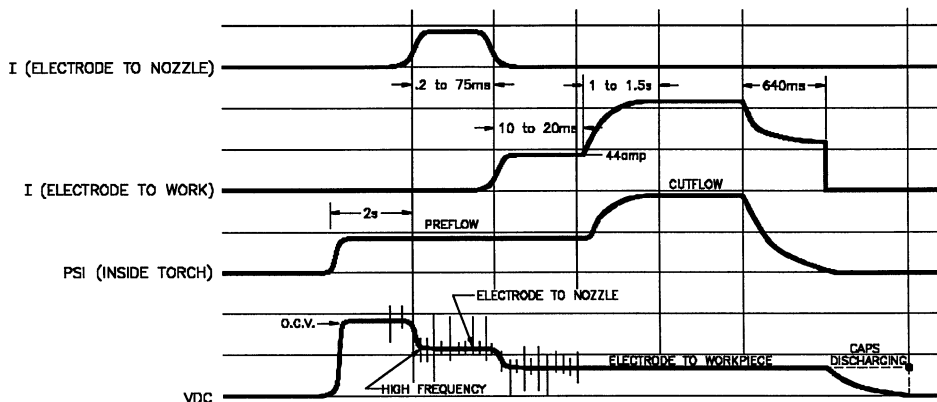 I (ELECTRODE TO NOZZLE)
.2 to 75ms
1 to 1.5s
640ms
10 to 20ms
44amp
I (ELECTRODE TO WORK)
CUTFLOW
2s
PREFLOW
PSI (INSIDE TORCH)
ELECTRODE TO NOZZLE
O.C.V.
ELECTRODE TO WORKPIECE
CAPS
DISCHARGING
HIGH FREQUENCY
VDC